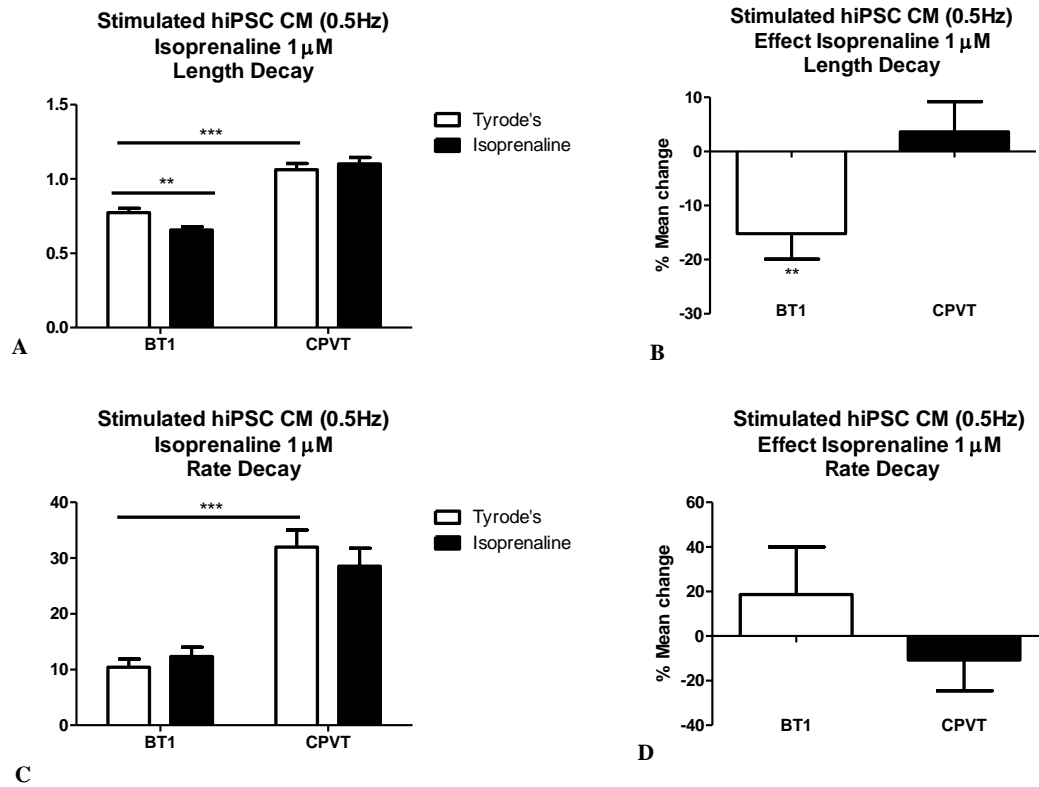 Stimulated hiPSC CM (0.5Hz)
Isoprenaline 1 μM
Length Decay
1.5
1.0
0.5
0.0
***
**
BT1
CPVT
Tyrode's
Isoprenaline
A
Stimulated hiPSC CM (0.5Hz)
Effect Isoprenaline 1 μM
Length Decay
% Mean change
10
0
-10
-20
-30
**
BT1
CPVT
B
Stimulated hiPSC CM (0.5Hz)
Isoprenaline 1 μM
Rate Decay
40
30
20
10
0
***
BT1
CPVT
Tyrode's
Isoprenaline
C
Stimulated hiPSC CM (0.5Hz)
Effect Isoprenaline 1 μM
Rate Decay
% Mean change
60
40
20
0
-20
-40
BT1
CPVT
D